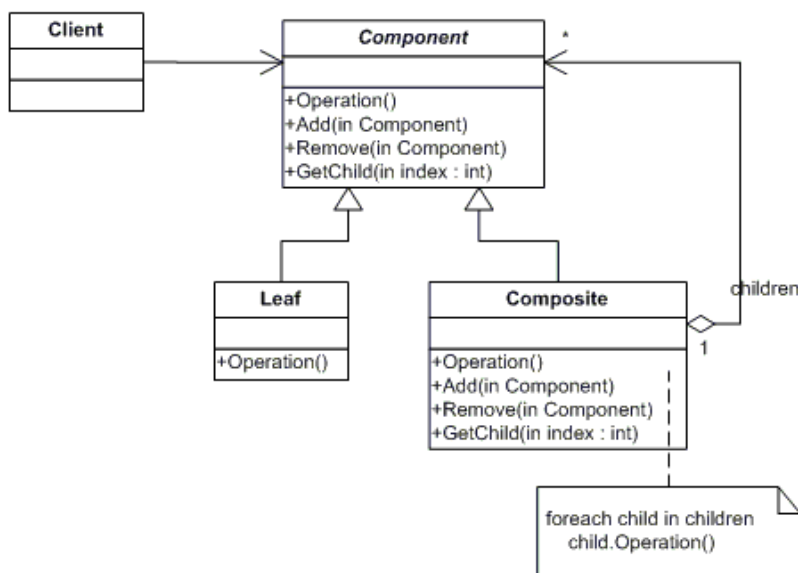 Client
Component
*
+Operation()
+Add(in Component)
+Remove(in Component)
+GetChild(in index : int)
Leaf
+Operation()
Composite
children
1
+Operation()
+Add(in Component)
+Remove(in Component)
+GetChild(in index : int)
foreach child in children
child.Operation()